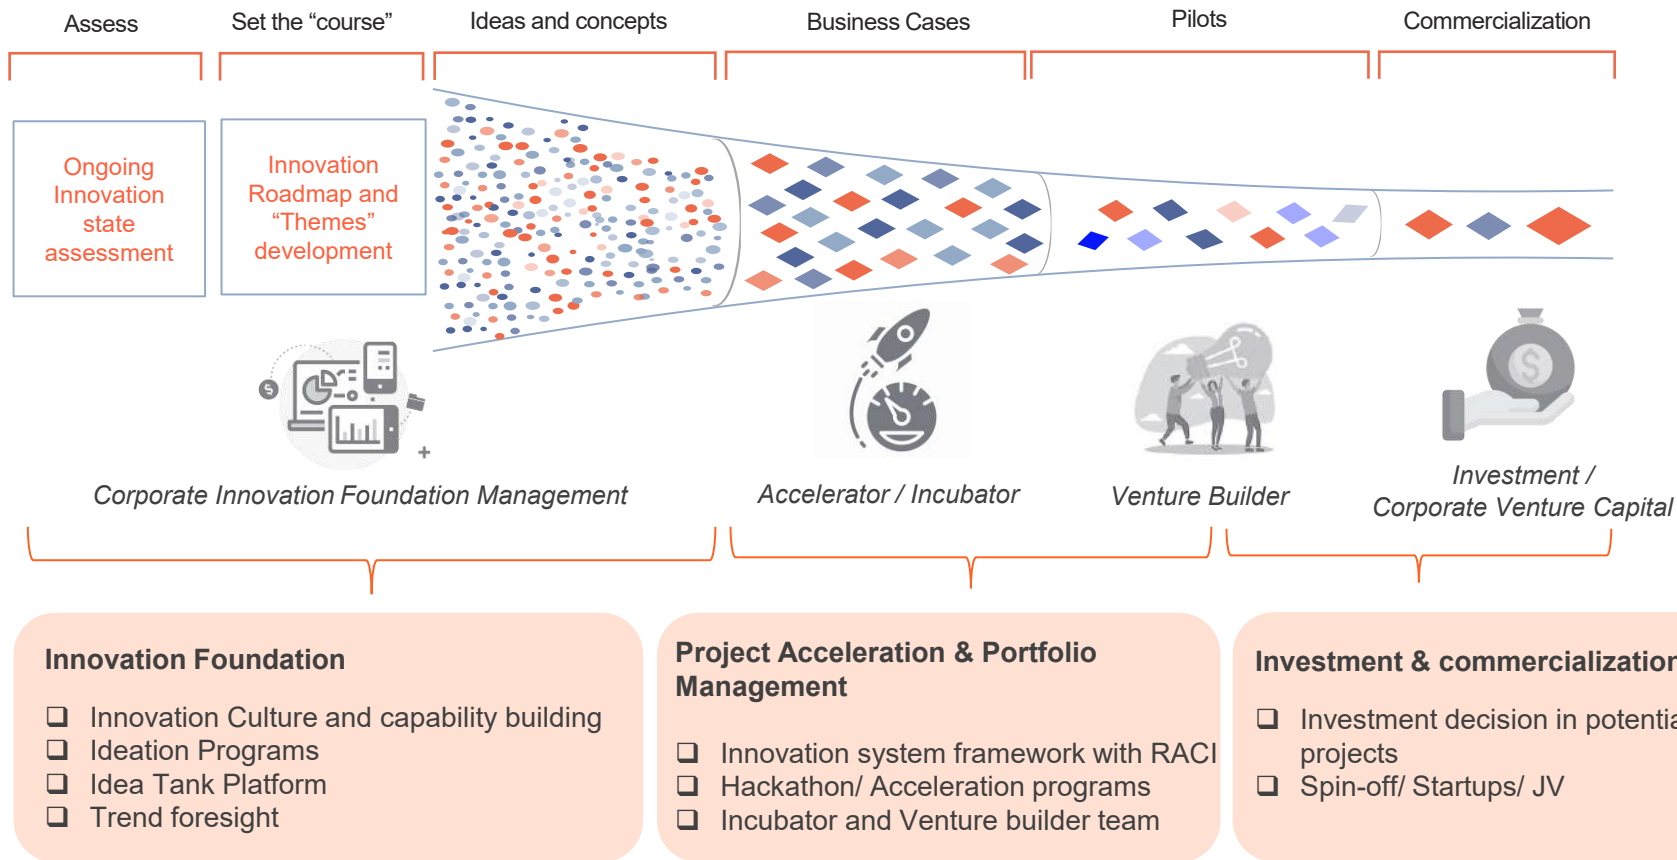 Assess
Set the “course”
Ideas and concepts
Business Cases
Pilots
Commercialization
Ongoing
Innovation
state
assessment
Innovation
Roadmap and
“Themes”
development
$
$
Corporate Innovation Foundation Management
Accelerator / Incubator
Venture Builder
Investment /
Corporate Venture Capital
Innovation Foundation
❑ Innovation Culture and capability building
❑ Ideation Programs
❑ Idea Tank Platform
❑ Trend foresight
Project Acceleration & Portfolio
Management
❑ Innovation system framework with RACI
❑ Hackathon/ Acceleration programs
❑ Incubator and Venture builder team
Investment & commercialization
❑ Investment decision in potentia
projects
❑ Spin-off/ Startups/ JV